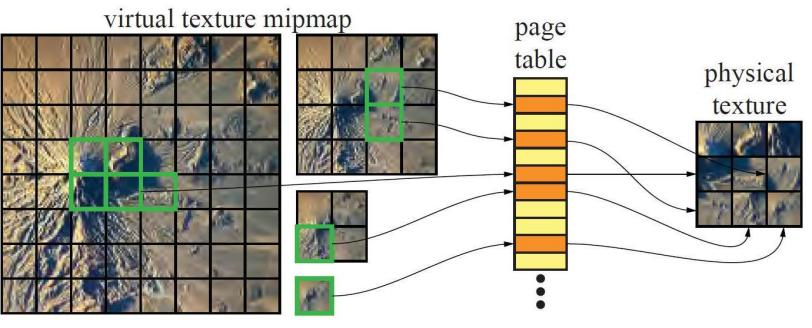 virtual texture mipmap
page
table
physical
texture